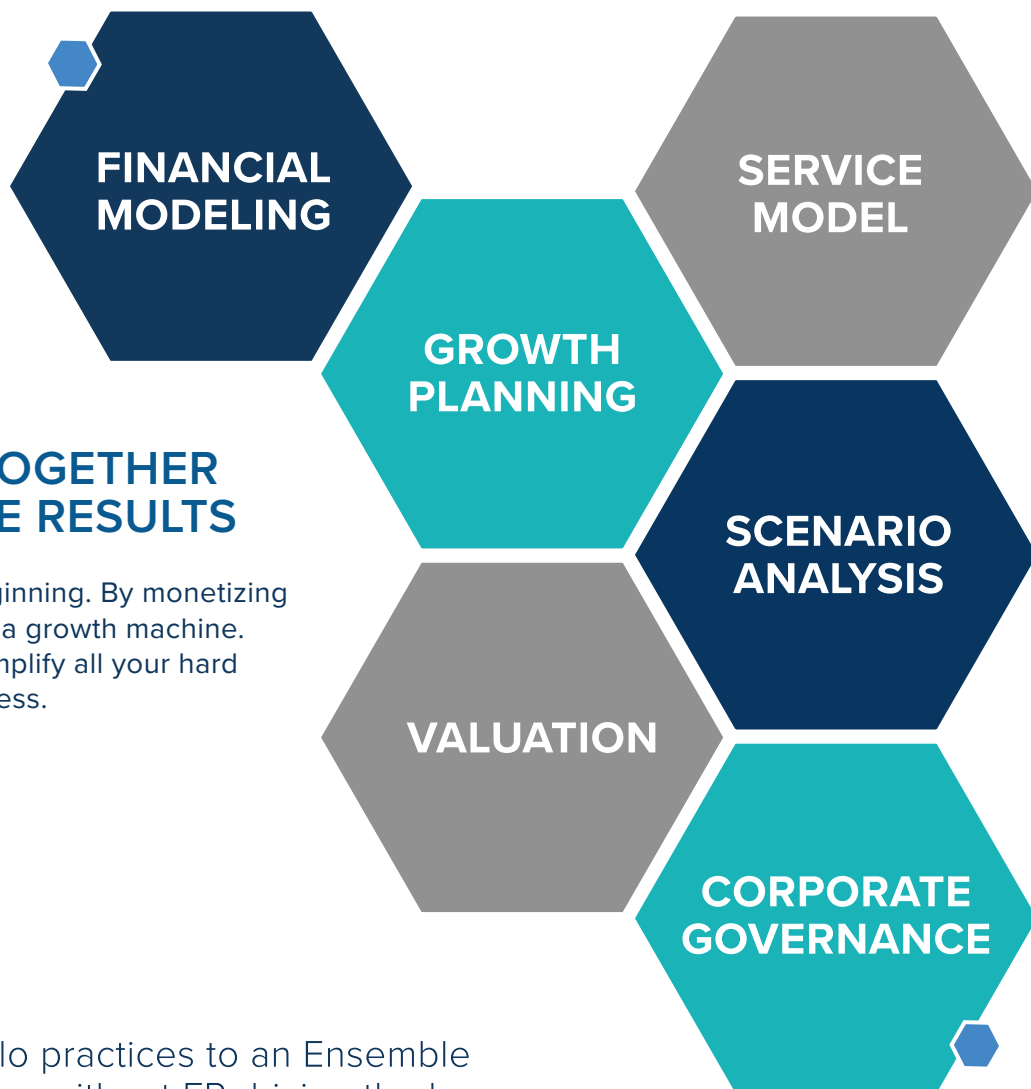 FINANCIAL
MODELING
SERVICE
MODEL
GROWTH
PLANNING
OGETHER
E RESULTS
SCENARIO
ANALYSIS
ginning. By monetizing
a growth machine.
mplify all your hard
ess.
VALUATION
CORPORATE
GOVERNANCE
lo practices to an Ensemble